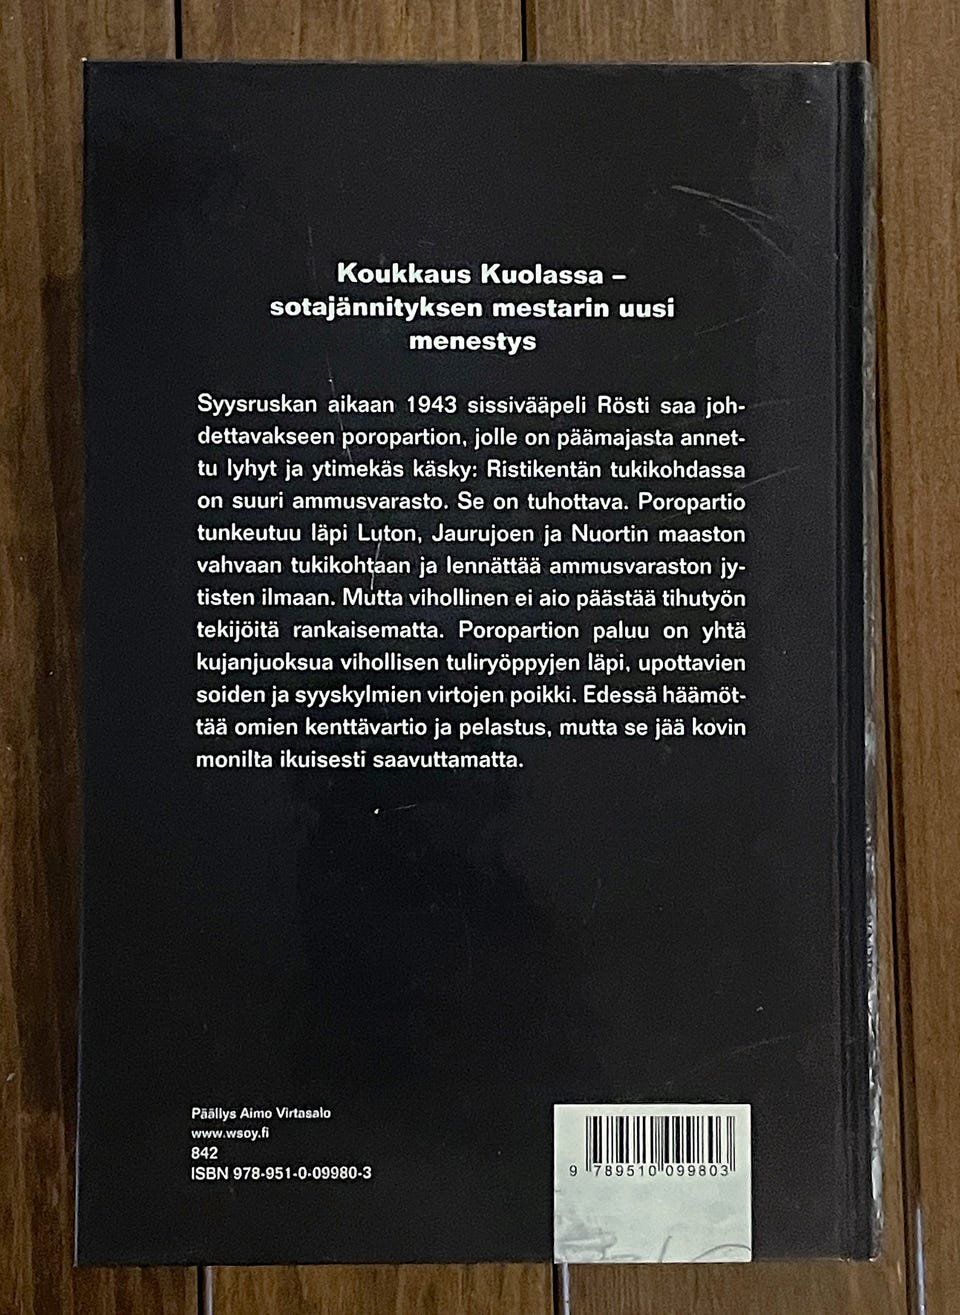 Koukkaus Kuolassa –
sotajännityksen mestarin uusi
menestys
Syysruskan aikaan 1943 sissivääpeli Rösti saa joh-
dettavakseen poropartion, jolle on päämajasta annet-
tu lyhyt ja ytimekäs käsky: Ristikentän tukikohdassa
on suuri ammusvarasto. Se on tuhottava. Poropartio
tunkeutuu läpi Luton, Jaurujoen ja Nuortin maaston
vahvaan tukikohtaan ja lennättää ammusvaraston jy-
tisten ilmaan. Mutta vihollinen ei aio päästää tihutyön
tekijöitä rankaisematta. Poropartion paluu on yhtä
kujanjuoksua vihollisen tuliryöppyjen läpi, upottavien
soiden ja syyskylmien virtojen poikki. Edessä häämöt-
tää omien kenttävartio ja pelastus, mutta se jää kovin
monilta ikuisesti saavuttamatta.
Päällys Aimo Virtasalo
www.wsoy.fi
842
ISBN 978-951-0-09980-3
9 789510 099803